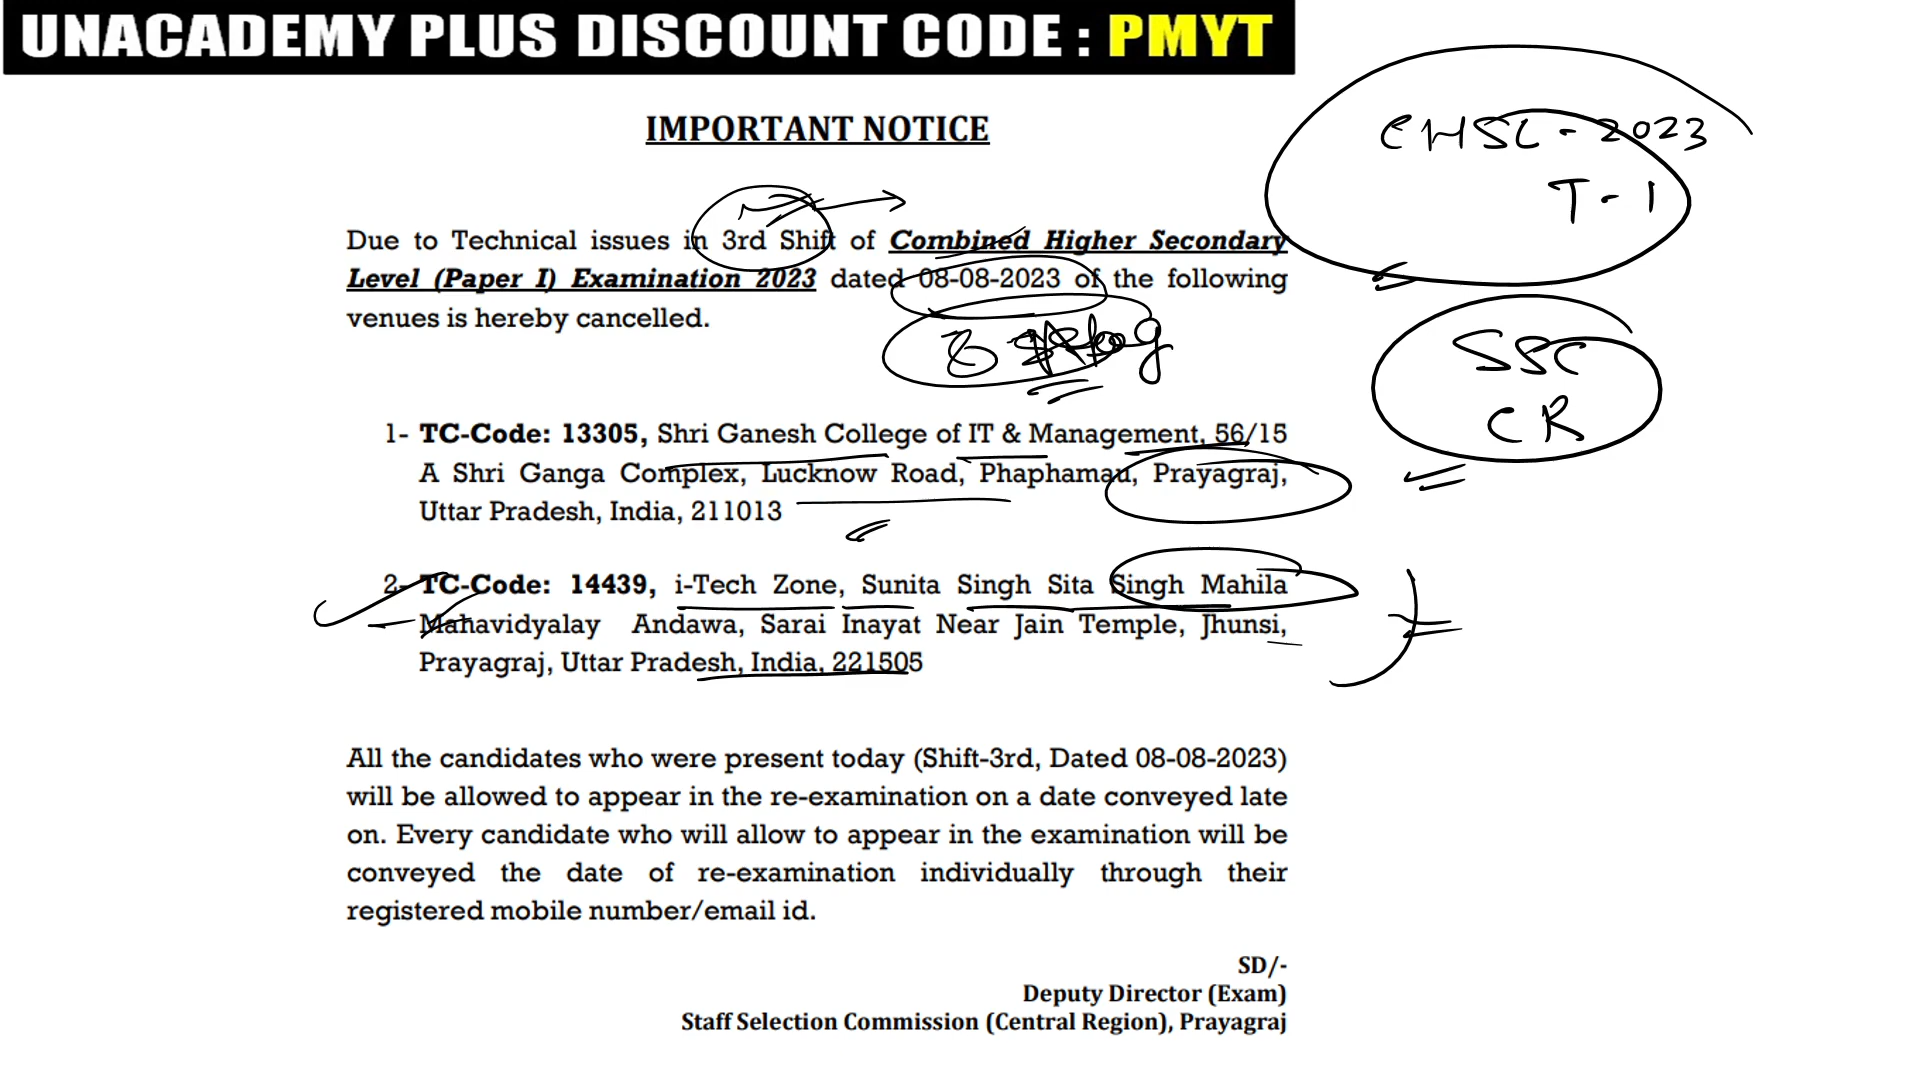 UNACADEMY PLUS DISCOUNT CODE : PMYT
IMPORTANT NOTICE
CHSL - 2023
T - 1
Due to Technical issues in 3rd Shift of Combined Higher Secondary
Level (Paper I) Examination 2023 dated 08-08-2023 of the following
venues is hereby cancelled.
3
SSC
CR
1- TC-Code: 13305, Shri Ganesh College of IT & Management, 56/15
A Shri Ganga Complex, Lucknow Road, Phaphamau, Prayagraj,
Uttar Pradesh, India, 211013
2- TC-Code: 14439, i-Tech Zone, Sunita Singh Sita Singh Mahila
Mahavidyalay Andawa, Sarai Inayat Near Jain Temple, Jhunsi,
Prayagraj, Uttar Pradesh, India, 221505
All the candidates who were present today (Shift-3rd, Dated 08-08-2023)
will be allowed to appear in the re-examination on a date conveyed late
on. Every candidate who will allow to appear in the examination will be
conveyed the date of re-examination individually through their
registered mobile number/email id.
SD/-
Deputy Director (Exam)
Staff Selection Commission (Central Region), Prayagraj